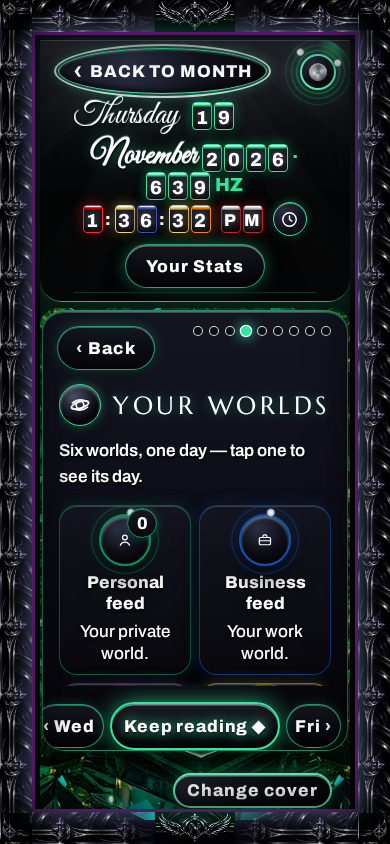 ‹ BACK TO MONTH
Thursday 19
November 2026 ·
639 HZ
1:36:32 PM
Your Stats
‹ Back
YOUR WORLDS
Six worlds, one day — tap one to
see its day.
0
Personal
feed
Your private
world.
Business
feed
Your work
world.
‹ Wed
Keep reading ◆
Fri ›
Change cover